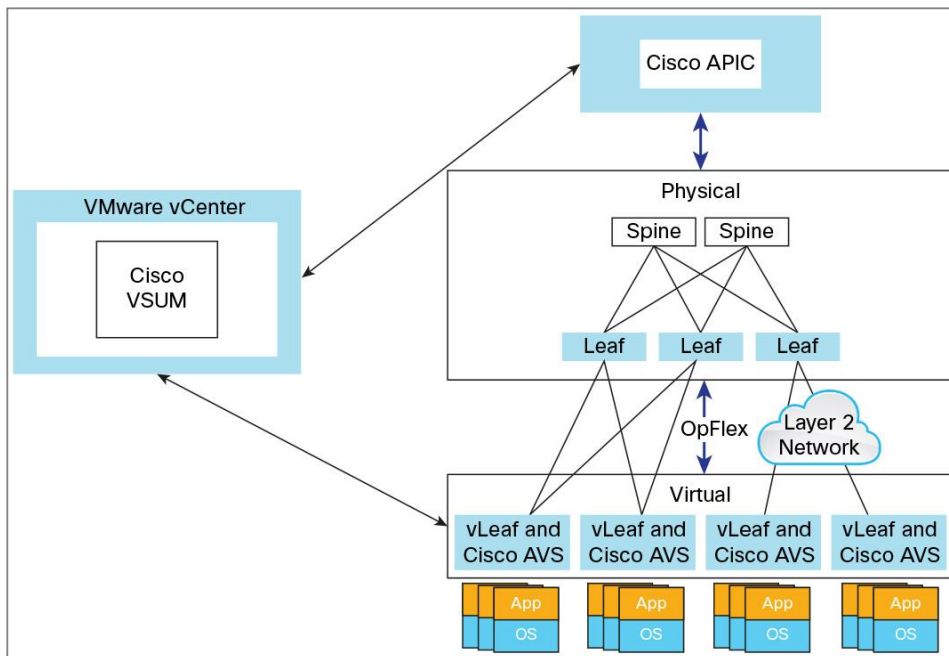 Cisco APIC
Physical
Spine
Spine
VMware vCenter
Cisco
VSUM
Leaf
Leaf
Leaf
OpFlex
Layer 2
Network
Virtual
vLeaf and
Cisco AVS
vLeaf and
Cisco AVS
vLeaf and
Cisco AVS
vLeaf and
Cisco AVS
App
OS
App
OS
App
OS
App
OS